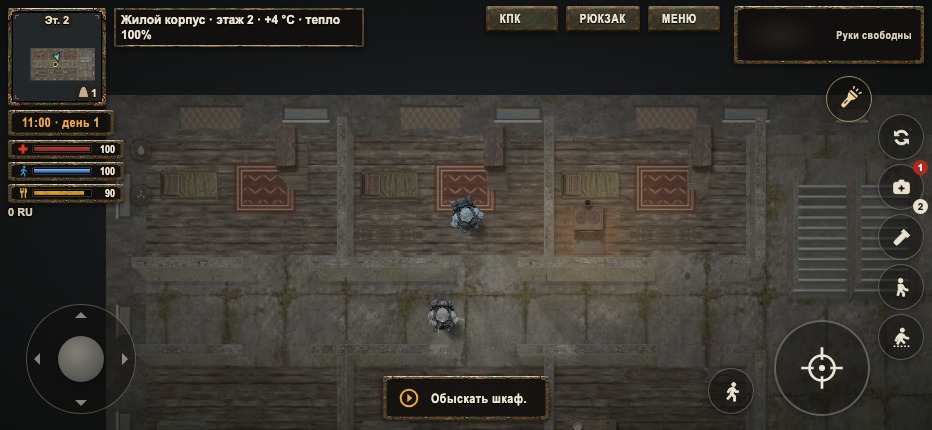 Эт. 2
1
Жилой корпус · этаж 2 · +4 °C · тепло
100%
КПК
РЮКЗАК
МЕНЮ
Руки свободны
11:00 · день 1
100
100
90
0 RU
1
2
Обыскать шкаф.